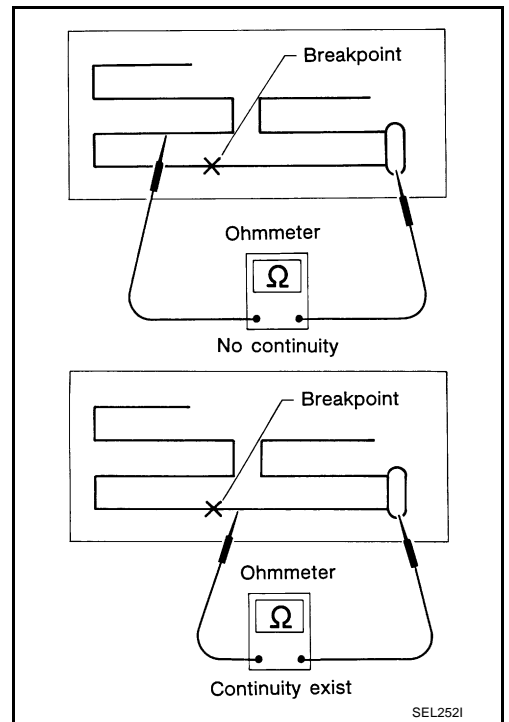 Breakpoint
Ohmmeter
Ω
No continuity
Breakpoint
Ohmmeter
Ω
Continuity exist
SEL252I